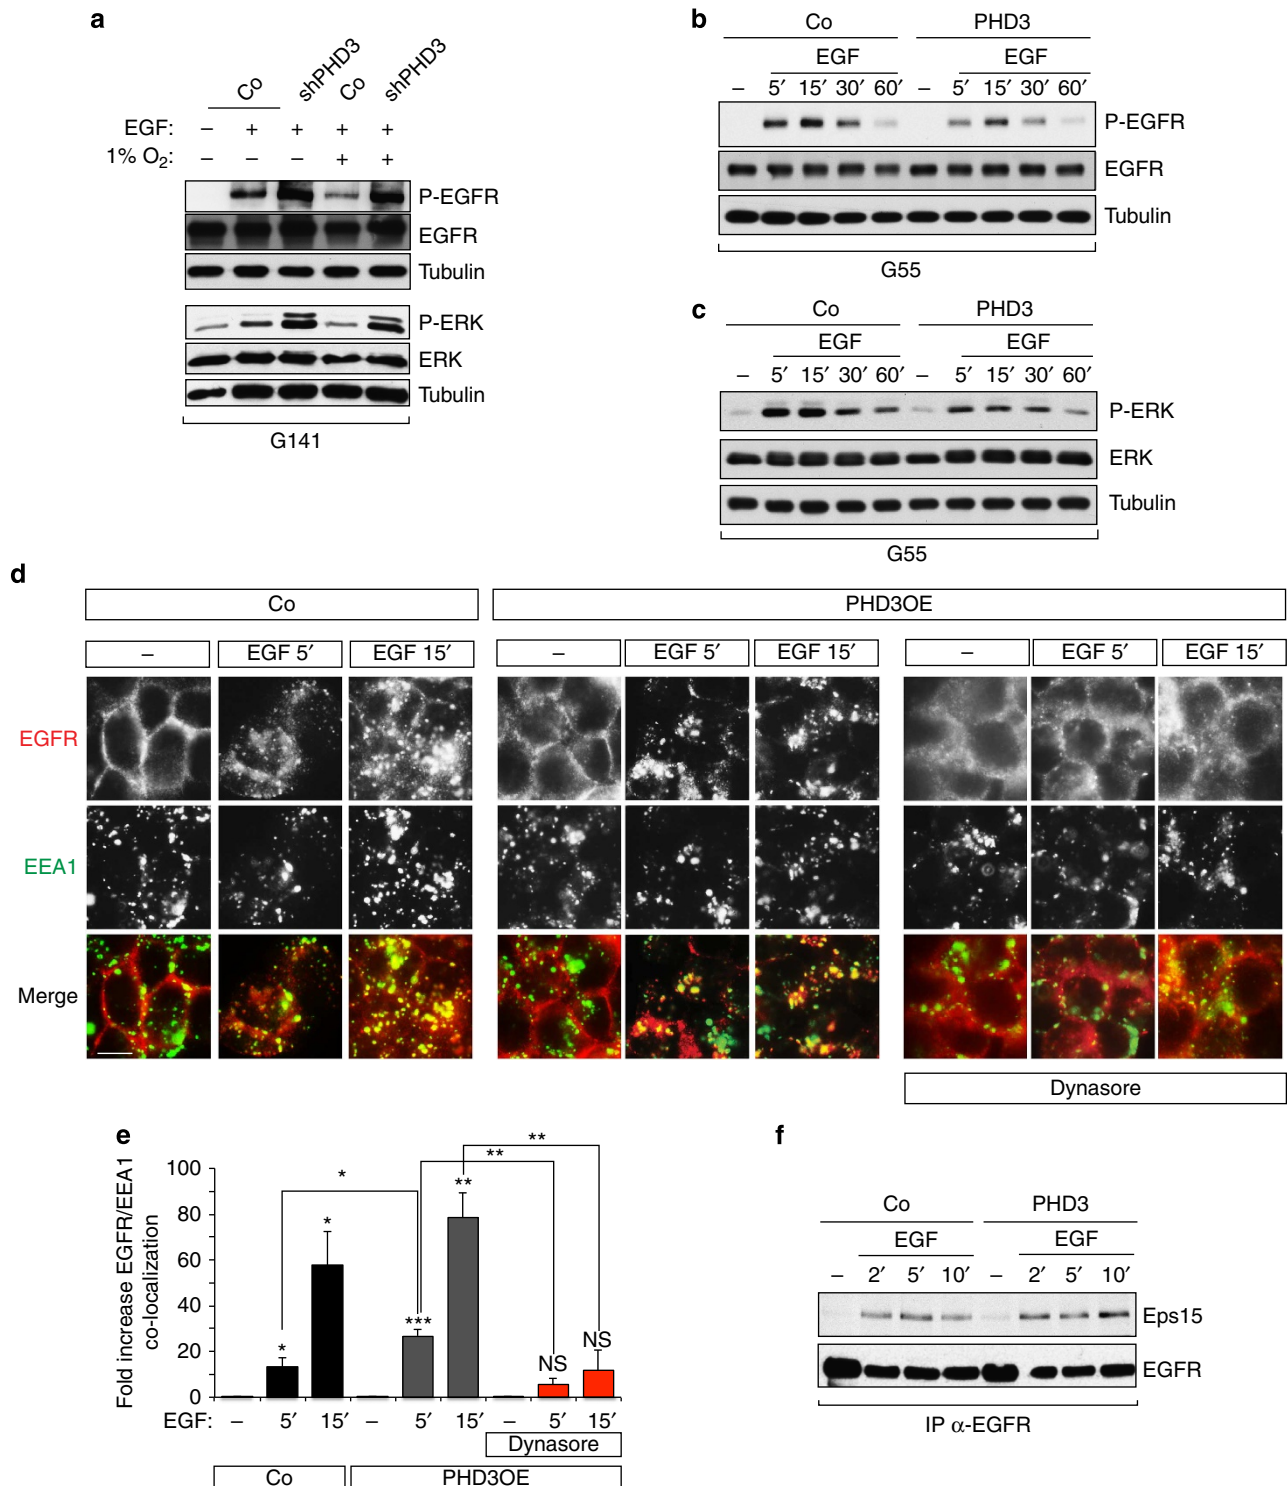 a
Co shPHD3 Co shPHD3
EGF: – + + + +
1% O2: – – – + +
P-EGFR
EGFR
Tubulin
P-ERK
ERK
Tubulin
G141
b
Co PHD3
EGF EGF
– 5′ 15′ 30′ 60′ – 5′ 15′ 30′ 60′
P-EGFR
EGFR
Tubulin
G55
c
Co PHD3
EGF EGF
– 5′ 15′ 30′ 60′ – 5′ 15′ 30′ 60′
P-ERK
ERK
Tubulin
G55
d
Co PHD3OE
– EGF 5′ EGF 15′ – EGF 5′ EGF 15′ – EGF 5′ EGF 15′
EGFR
EEA1
Merge
Dynasore
e
Fold increase EGFR/EEA1
co-localization
100
80
60
40
20
0
* * * *** ** ** ** NS NS
EGF: – 5′ 15′ – 5′ 15′ – 5′ 15′
Dynasore
Co PHD3OE
f
Co PHD3
EGF EGF
– 2′ 5′ 10′ – 2′ 5′ 10′
Eps15
EGFR
IP α-EGFR